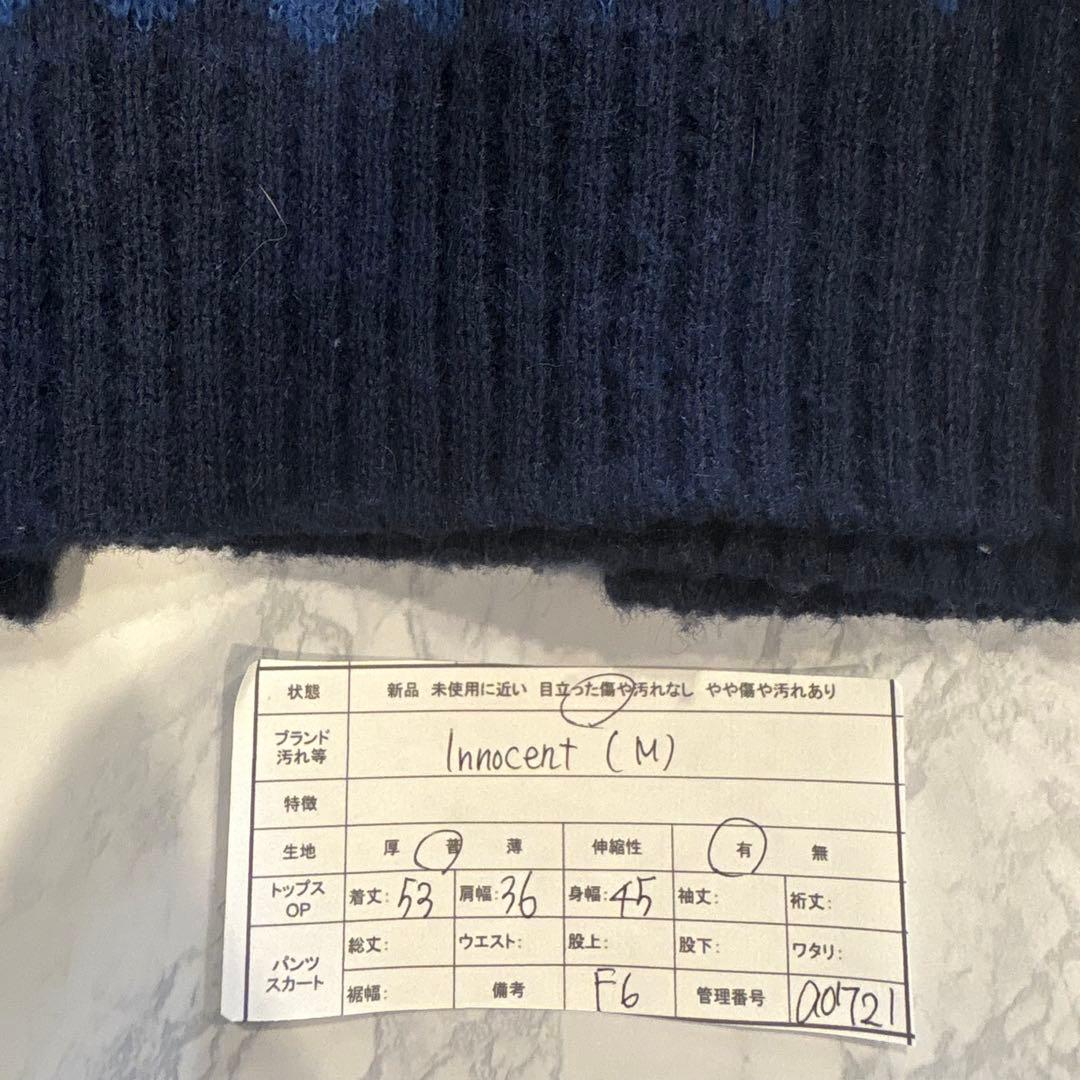 状態 新品 未使用に近い 目立った傷や汚れなし やや傷や汚れあり
ブランド
汚れ等 Innocent (M)
特徴
生地 厚 普 薄 伸縮性 有 無
トップス
OP 着丈:53 肩幅:36 身幅:45 袖丈: 裄丈:
パンツ
スカート 総丈: ウエスト: 股上: 股下: ワタリ:
裾幅: 備考 F6 管理番号 a01721